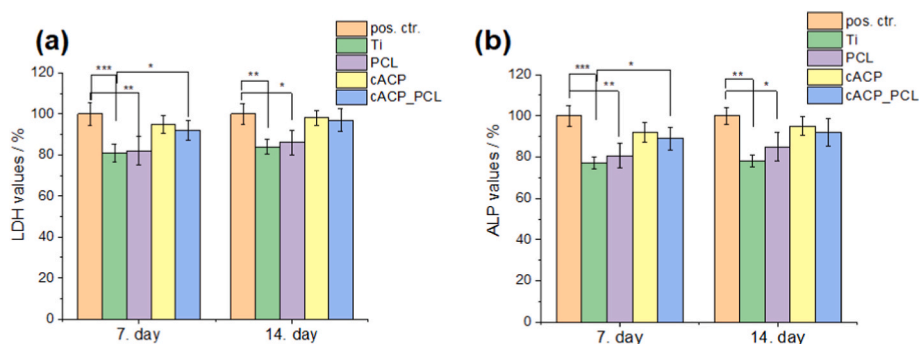 (a)
pos. ctr.
Ti
PCL
cACP
cACP_PCL
LDH values / %
120
100
80
60
40
20
0
***
**
*
**
*
7. day
14. day
(b)
pos. ctr.
Ti
PCL
cACP
cACP_PCL
ALP values / %
120
100
80
60
40
20
0
***
**
*
**
*
7. day
14. day